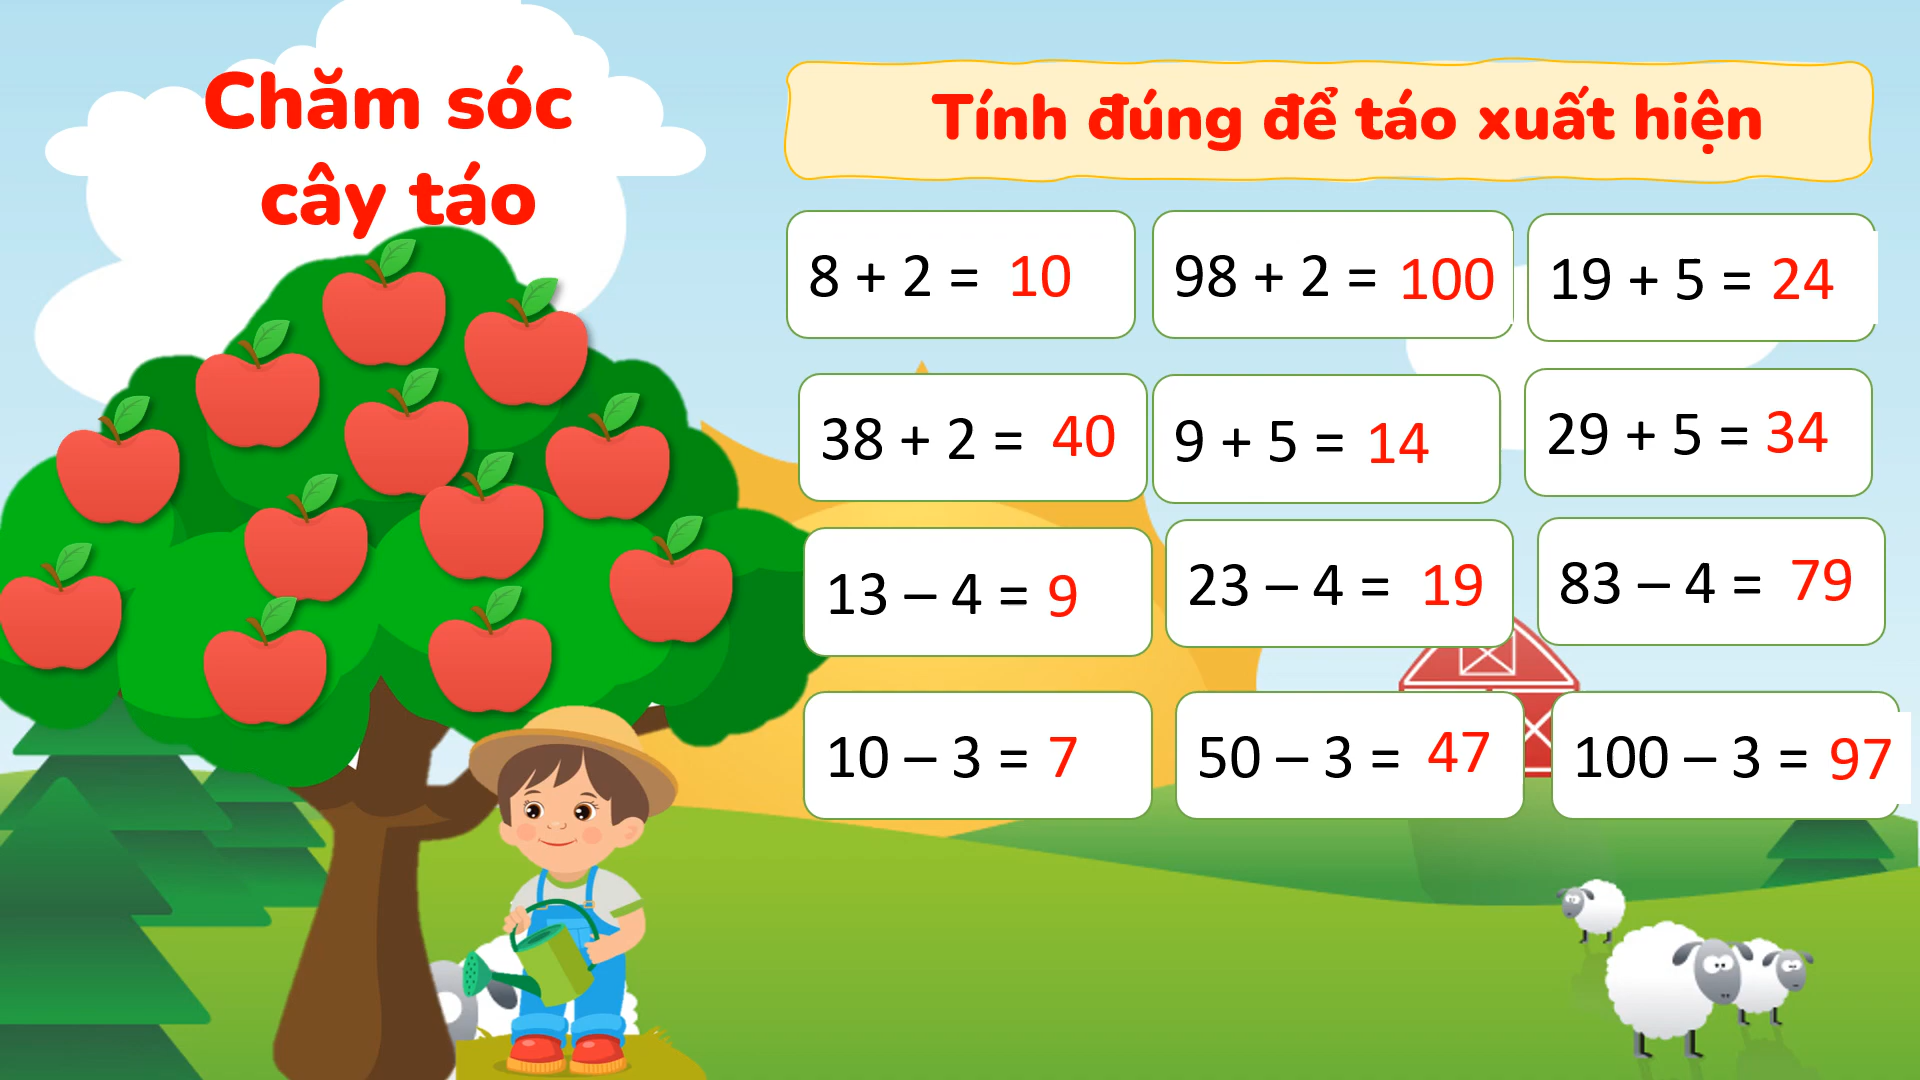 Chăm sóc
cây táo
Tính đúng để táo xuất hiện
8 + 2 = 10
98 + 2 = 100
19 + 5 = 24
38 + 2 = 40
9 + 5 = 14
29 + 5 = 34
13 – 4 = 9
23 – 4 = 19
83 – 4 = 79
10 – 3 = 7
50 – 3 = 47
100 – 3 = 97